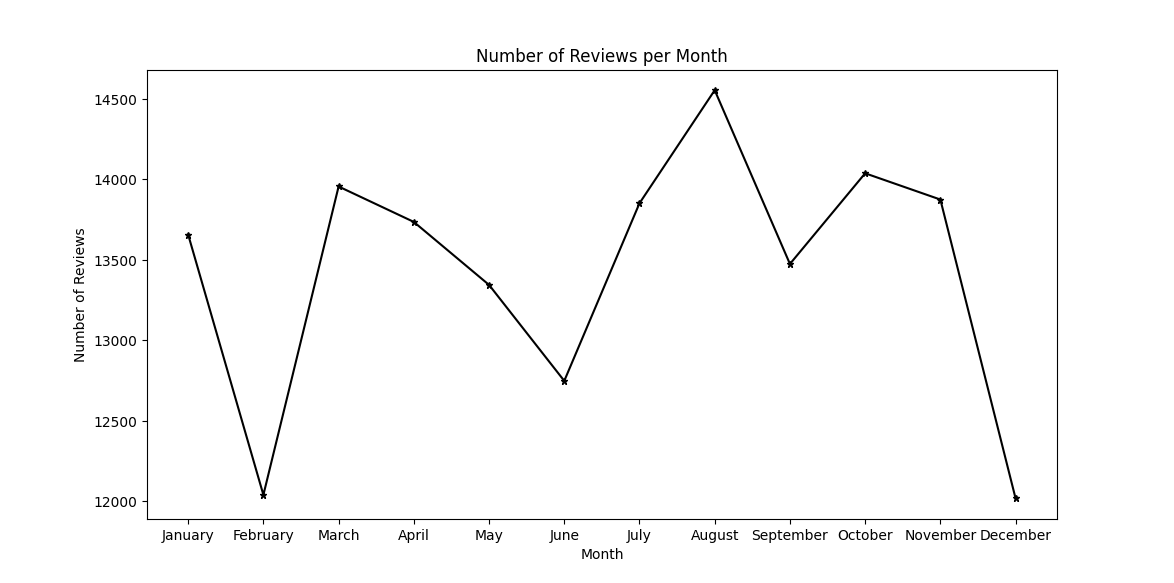 Number of Reviews per Month
14500
14000
13500
13000
12500
12000
Number of Reviews
January February March April May June July August September October November December
Month